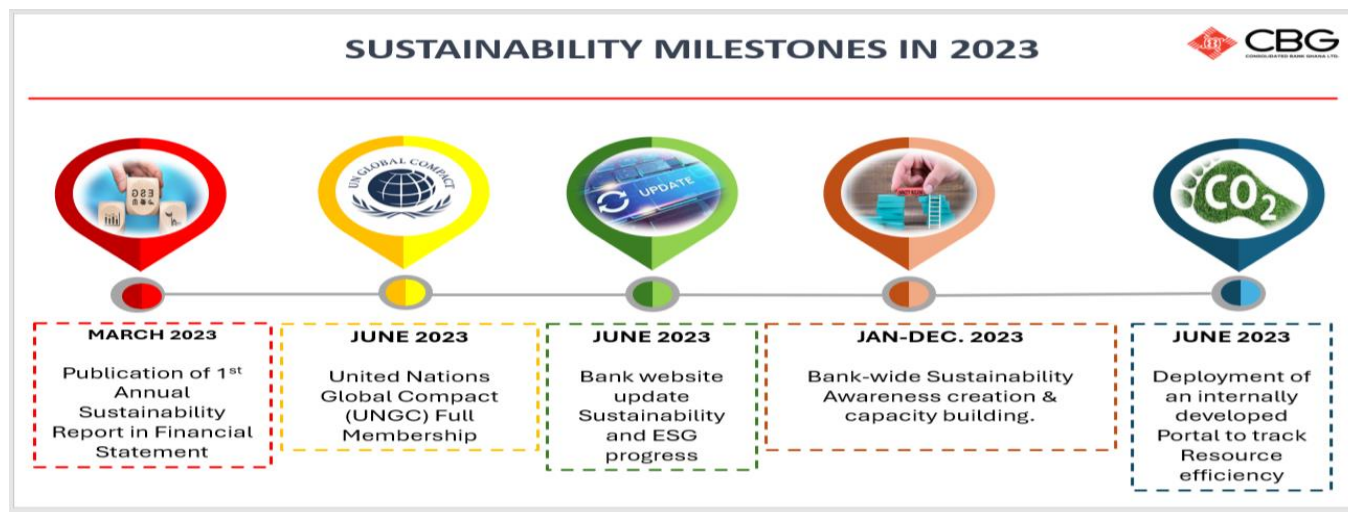 SUSTAINABILITY MILESTONES IN 2023
CBG
CONSOLIDATED BANK GHANA LTD.
ESG
UN GLOBAL COMPACT
UPDATE
CO2
MARCH 2023
Publication of 1st
Annual
Sustainability
Report in Financial
Statement
JUNE 2023
United Nations
Global Compact
(UNGC) Full
Membership
JUNE 2023
Bank website
update
Sustainability
and ESG
progress
JAN-DEC. 2023
Bank-wide Sustainability
Awareness creation &
capacity building.
JUNE 2023
Deployment of
an internally
developed
Portal to track
Resource
efficiency